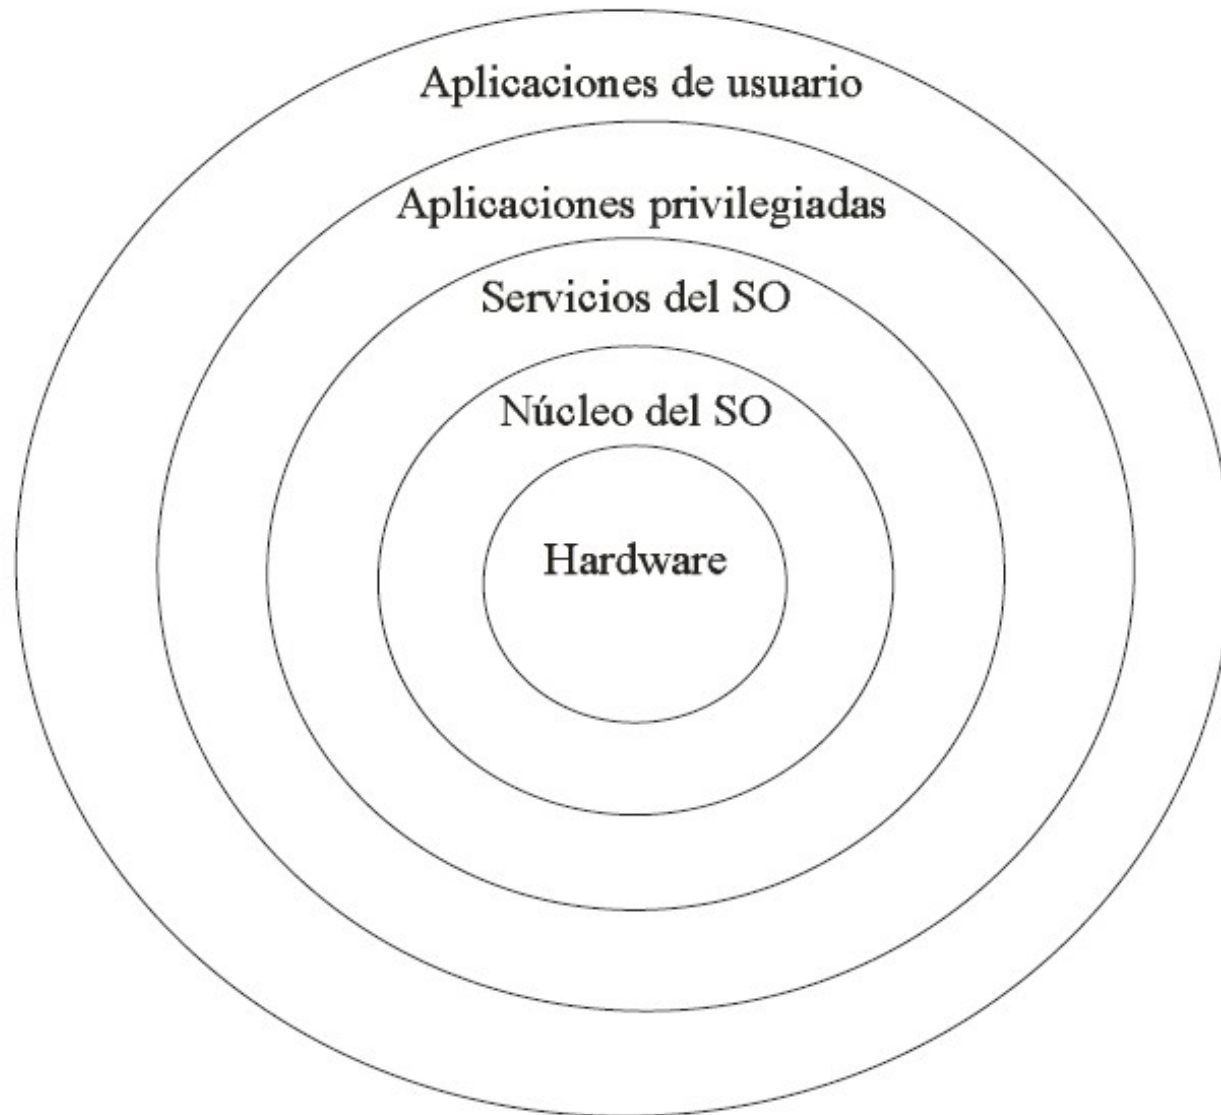 Aplicaciones de usuario
Aplicaciones privilegiadas
Servicios del SO
Núcleo del SO
Hardware